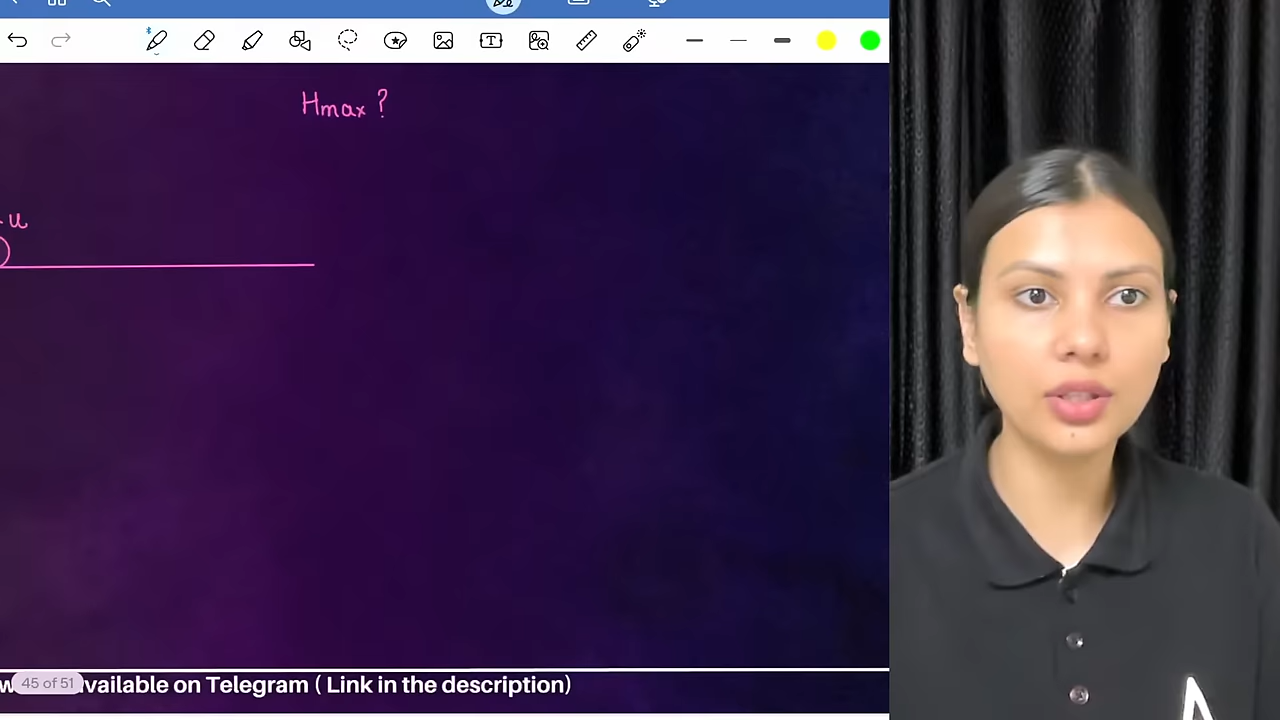 Hmax ?
u
45 of 51
vailable on Telegram ( Link in the description)